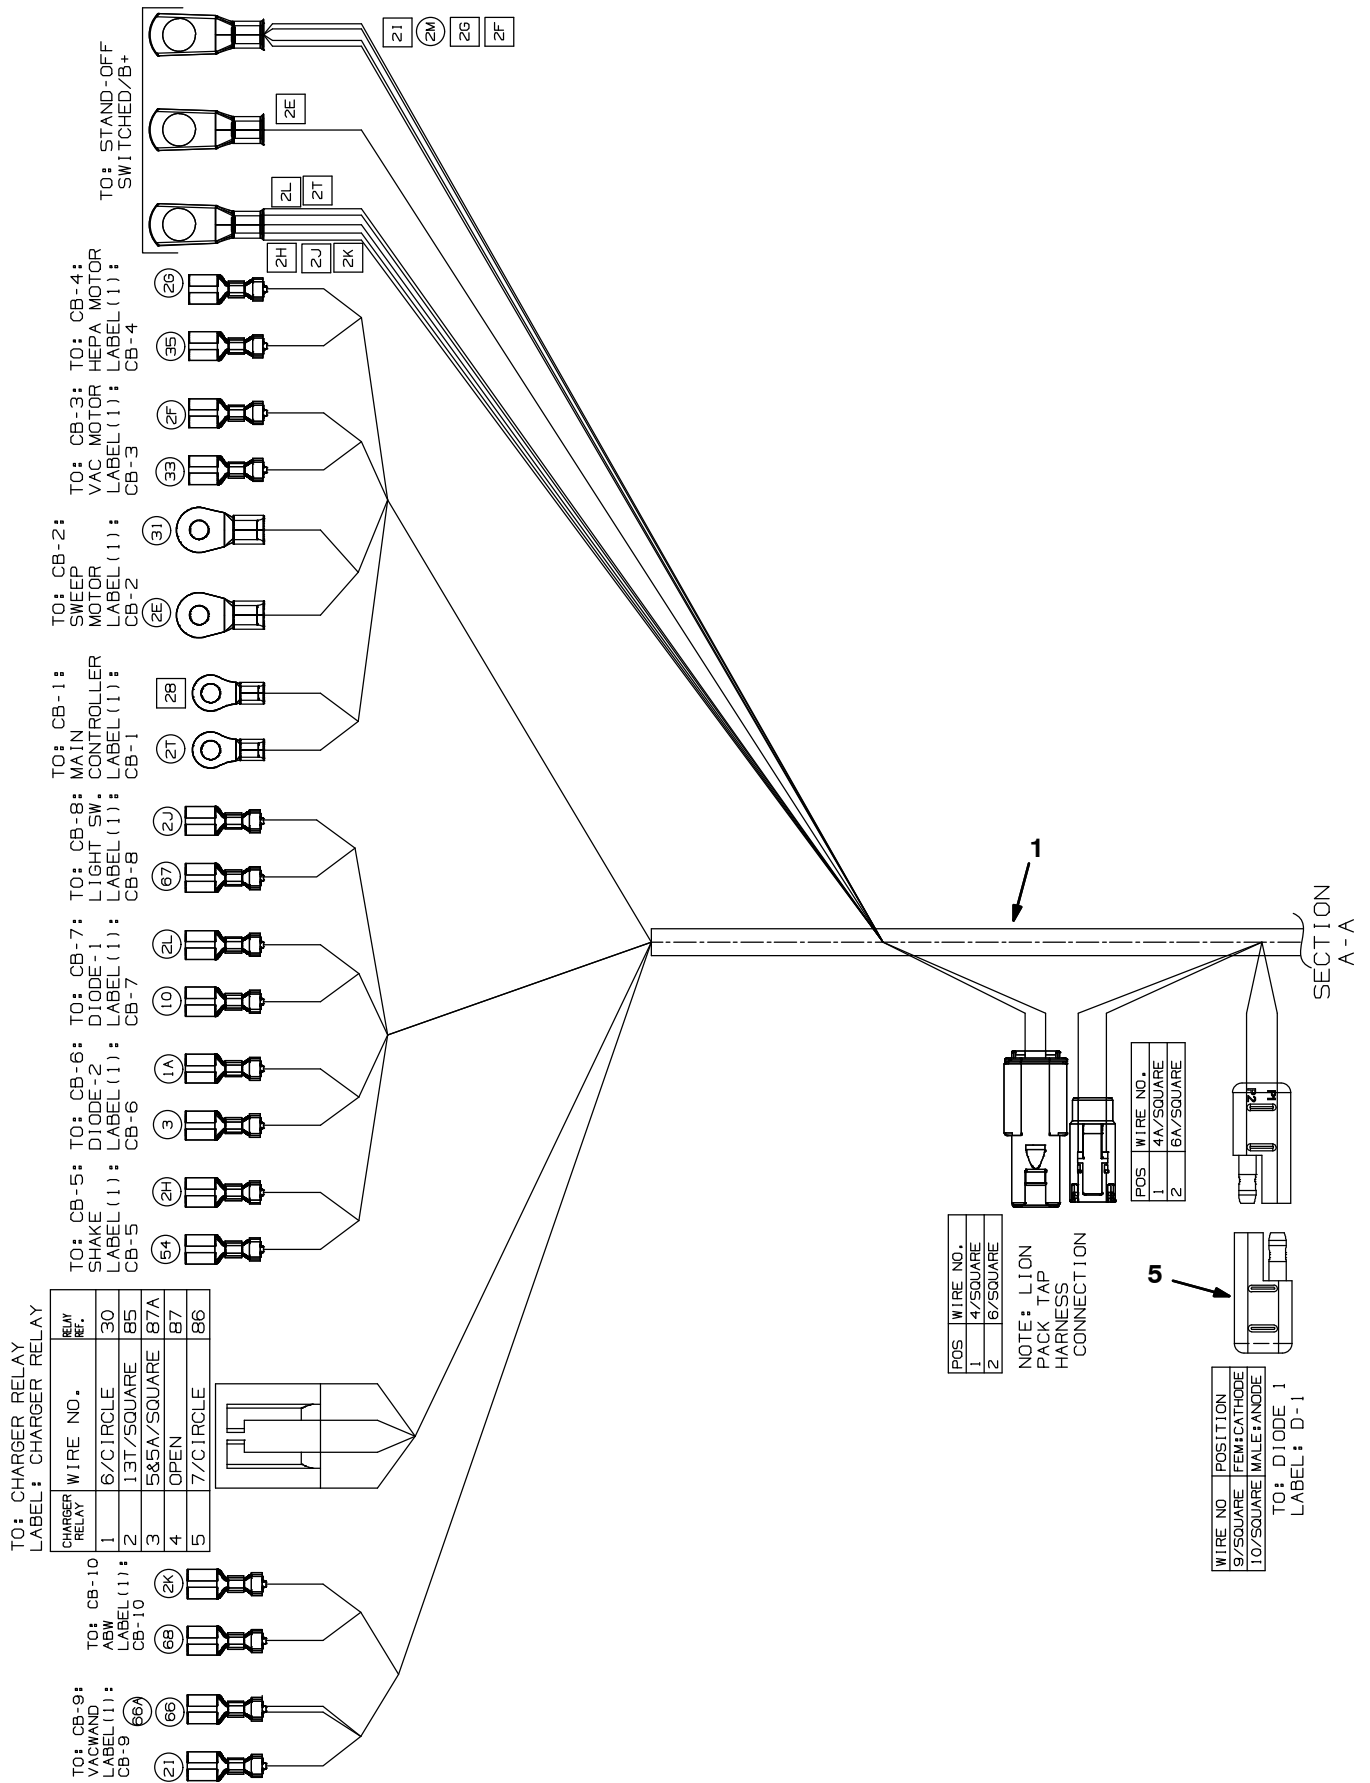 TO: STAND-OFF
SWITCHED/B+
2I
2M
2G
2F
2E
2L
2T
2H
2J
2K
TO: CB-4:
HEPA MOTOR
LABEL(1):
CB-4
2G
35
TO: CB-3:
VAC MOTOR
LABEL(1):
CB-3
2F
33
TO: CB-2:
SWEEP
MOTOR
LABEL(1):
CB-2
31
2E
TO: CB-1:
MAIN
CONTROLLER
LABEL(1):
CB-1
28
2T
TO: CB-8:
LIGHT SW.
LABEL(1):
CB-8
2J
67
TO: CB-7:
DIODE-1
LABEL(1):
CB-7
2L
10
TO: CB-6:
DIODE-2
LABEL(1):
CB-6
1A
3
TO: CB-5:
SHAKE
LABEL(1):
CB-5
2H
54
TO: CHARGER RELAY
LABEL: CHARGER RELAY
CHARGER RELAY WIRE NO. RELAY REF.
1 6/CIRCLE 30
2 13T/SQUARE 85
3 5&5A/SQUARE 87A
4 OPEN 87
5 7/CIRCLE 86
TO: CB-10
ABW
LABEL(1):
CB-10
2K
68
TO: CB-9:
VACWAND
LABEL(1):
CB-9
66A
66
2I
1
SECTION
A-A
POS WIRE NO.
1 4A/SQUARE
2 6A/SQUARE
P1
P2
POS WIRE NO.
1 4/SQUARE
2 6/SQUARE
NOTE: LION
PACK TAP
HARNESS
CONNECTION
5
WIRE NO POSITION
9/SQUARE FEM:CATHODE
10/SQUARE MALE:ANODE
TO: DIODE 1
LABEL: D-1